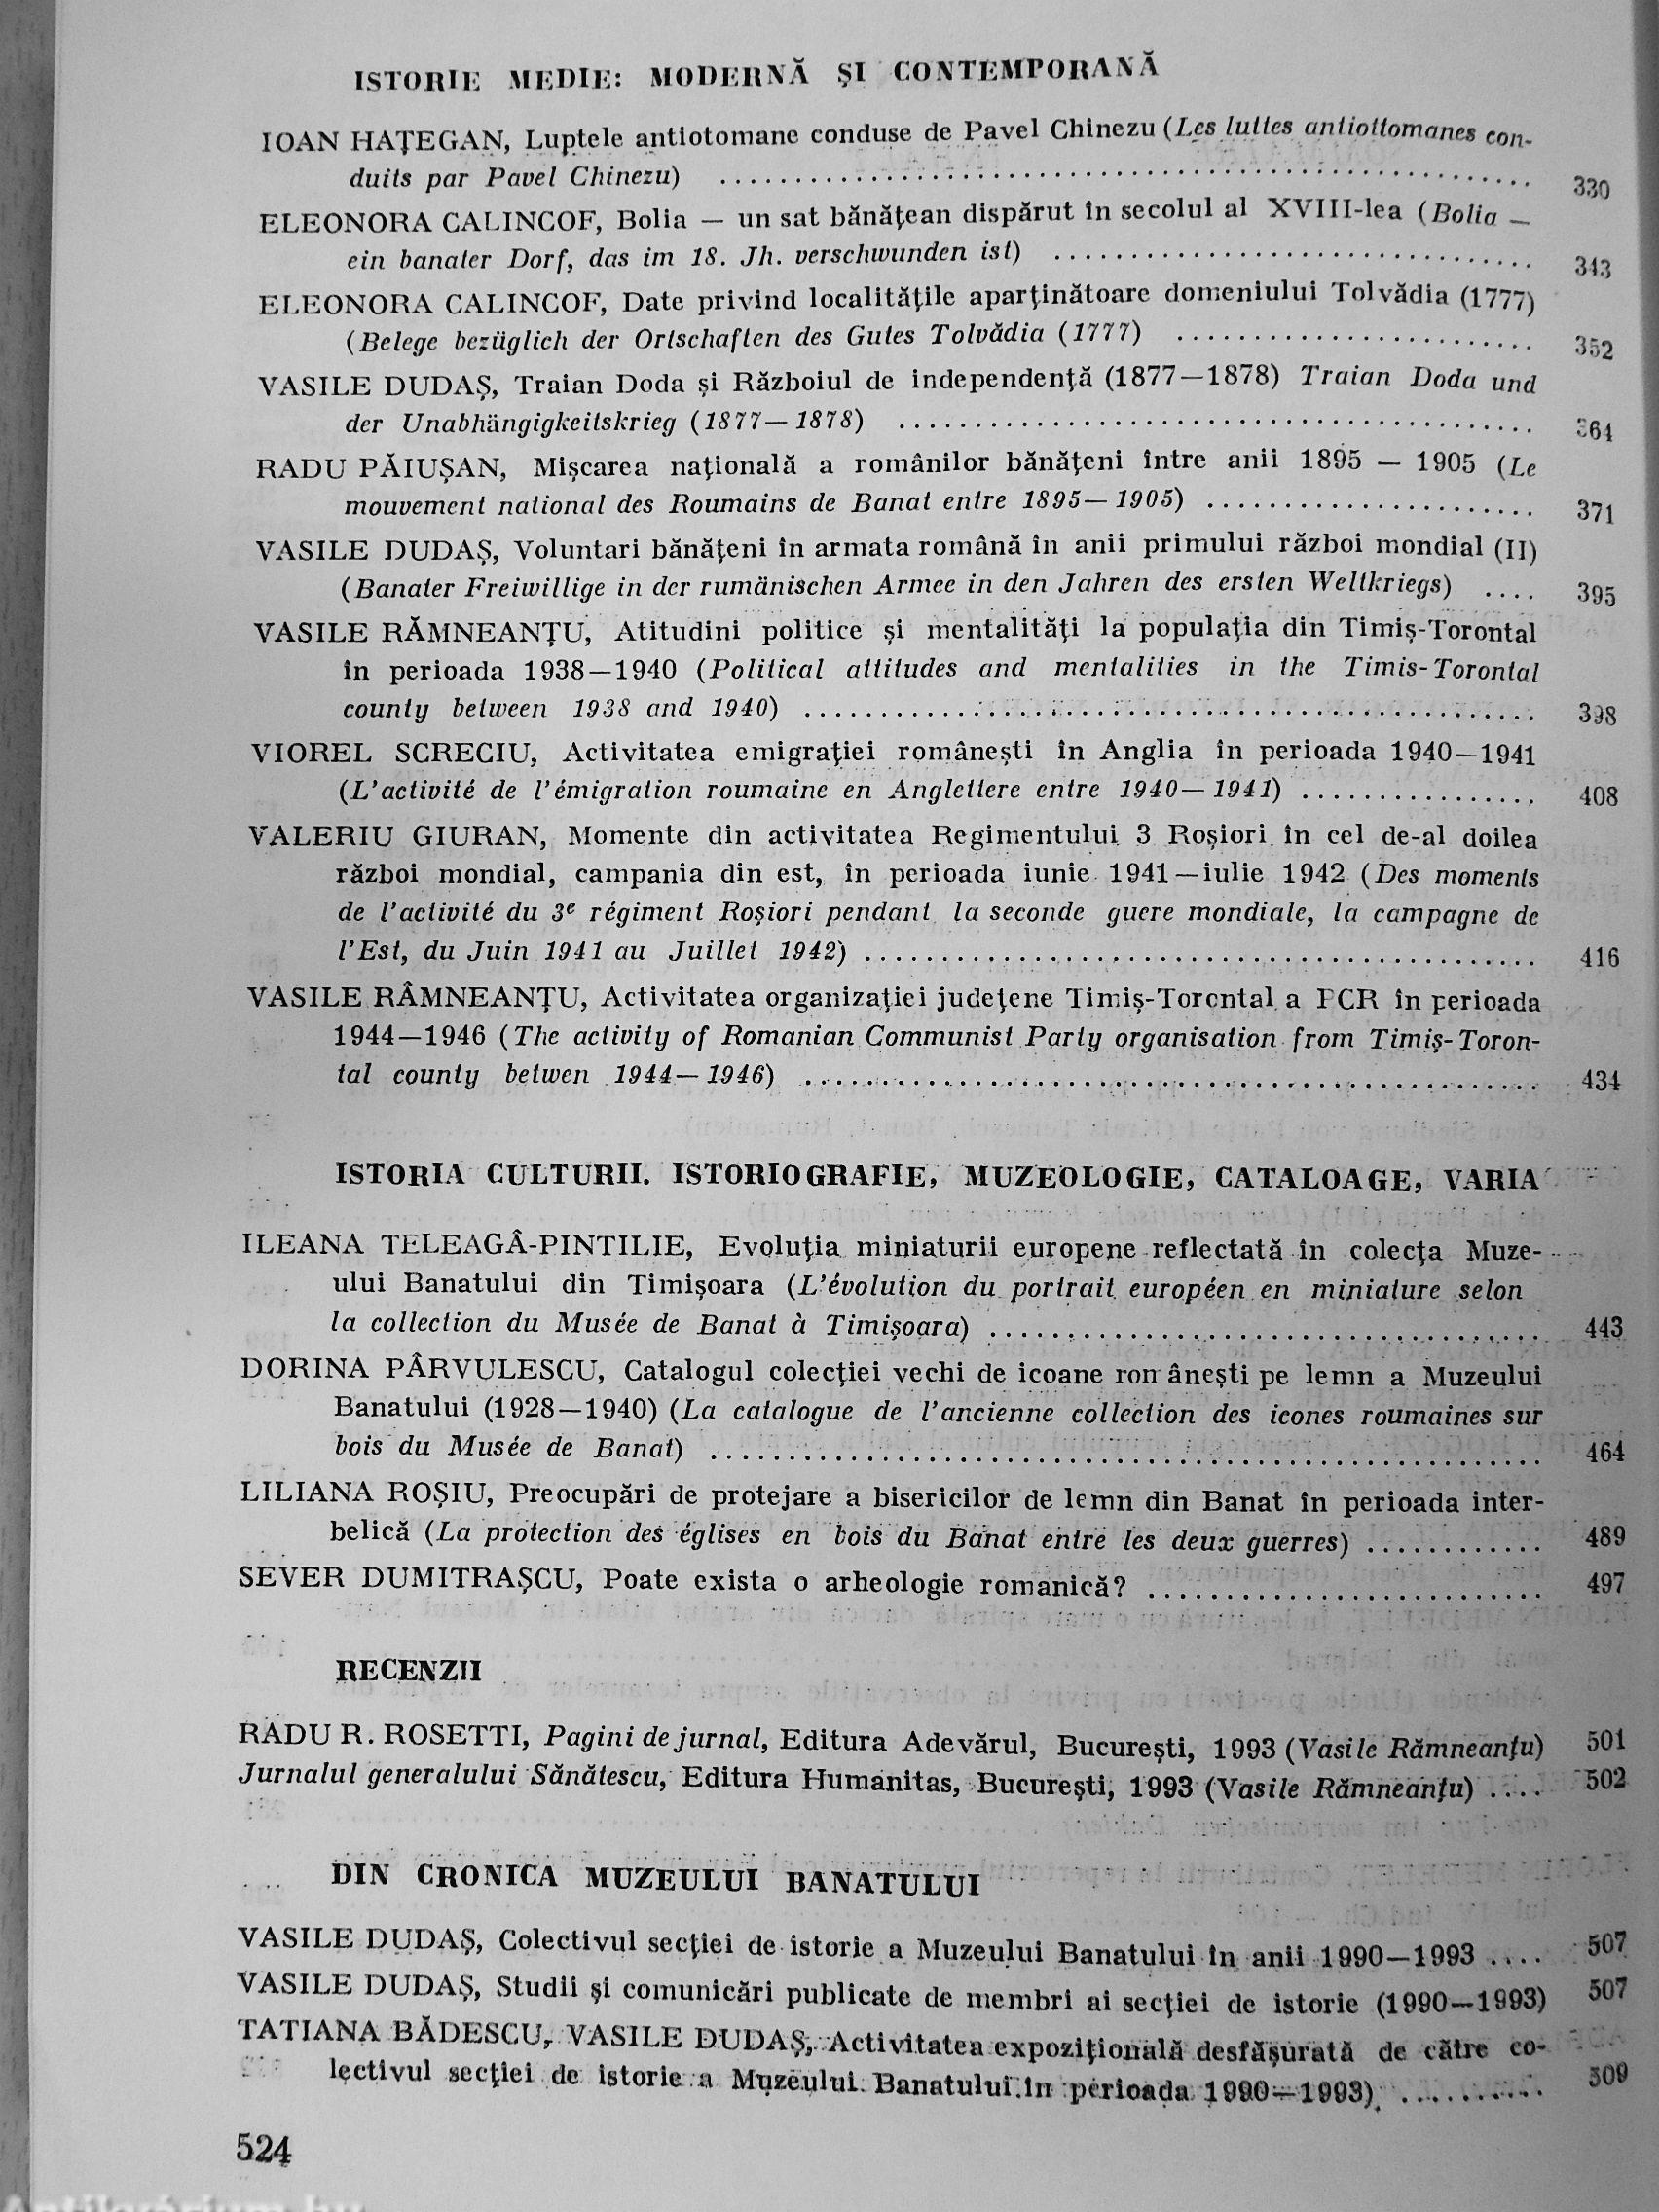 ISTORIE MEDIE: MODERNĂ ŞI CONTEMPORANĂ
IOAN HAŢEGAN, Luptele antiotomane conduse de Pavel Chinezu (Les luttes antiottomanes con-
duits par Pavel Chinezu) .......... 330
ELEONORA CALINCOF, Bolia — un sat bănăţean dispărut în secolul al XVIII-lea (Bolia —
ein banater Dorf, das im 18. Jh. verschwunden ist) .......... 343
ELEONORA CALINCOF, Date privind localităţile aparţinătoare domeniului Tolvădia (1777)
(Belege bezüglich der Ortschaften des Gutes Tolvădia (1777) .......... 352
VASILE DUDAŞ, Traian Doda şi Războiul de independenţă (1877—1878) Traian Doda und
der Unabhängigkeitskrieg (1877—1878) .......... 364
RADU PĂIUŞAN, Mişcarea naţională a românilor bănăţeni între anii 1895 — 1905 (Le
mouvement national des Roumains de Banat entre 1895—1905) .......... 371
VASILE DUDAŞ, Voluntari bănăţeni în armata română în anii primului război mondial (II)
(Banater Freiwillige in der rumänischen Armee in den Jahren des ersten Weltkriegs) .... 395
VASILE RĂMNEANŢU, Atitudini politice şi mentalităţi la populaţia din Timiş-Torontal
în perioada 1938—1940 (Political attitudes and mentalities in the Timis-Torontal
county between 1938 and 1940) .......... 398
VIOREL SCRECIU, Activitatea emigraţiei româneşti în Anglia în perioada 1940—1941
(L'activité de l'émigration roumaine en Anglettere entre 1940—1941) .......... 408
VALERIU GIURAN, Momente din activitatea Regimentului 3 Roşiori în cel de-al doilea
război mondial, campania din est, în perioada iunie 1941—iulie 1942 (Des moments
de l'activité du 3e régiment Roşiori pendant la seconde guere mondiale, la campagne de
l'Est, du Juin 1941 au Juillet 1942) .......... 416
VASILE RÂMNEANŢU, Activitatea organizaţiei judeţene Timiş-Torontal a PCR în perioada
1944—1946 (The activity of Romanian Communist Party organisation from Timiş-Toron-
tal county betwen 1944—1946) .......... 434
ISTORIA CULTURII. ISTORIOGRAFIE, MUZEOLOGIE, CATALOAGE, VARIA
ILEANA TELEAGÂ-PINTILIE, Evoluţia miniaturii europene reflectată în colecţa Muze-
ului Banatului din Timişoara (L'évolution du portrait européen en miniature selon
la collection du Musée de Banat à Timişoara) .......... 443
DORINA PÂRVULESCU, Catalogul colecţiei vechi de icoane românești pe lemn a Muzeului
Banatului (1928—1940) (La catalogue de l'ancienne collection des icones roumaines sur
bois du Musée de Banat) .......... 464
LILIANA ROŞIU, Preocupări de protejare a bisericilor de lemn din Banat în perioada inter-
belică (La protection des églises en bois du Banat entre les deux guerres) .......... 489
SEVER DUMITRAŞCU, Poate exista o arheologie romanică? .......... 497
RECENZII
RADU R. ROSETTI, Pagini de jurnal, Editura Adevărul, Bucureşti, 1993 (Vasile Rămneanţu) 501
Jurnalul generalului Sănătescu, Editura Humanitas, Bucureşti, 1993 (Vasile Rămneanţu) .... 502
DIN CRONICA MUZEULUI BANATULUI
VASILE DUDAŞ, Colectivul secţiei de istorie a Muzeului Banatului în anii 1990—1993 .... 507
VASILE DUDAŞ, Studii şi comunicări publicate de membri ai secţiei de istorie (1990—1993) 507
TATIANA BĂDESCU, VASILE DUDAŞ, Activitatea expoziţională desfăşurată de către co-
lectivul secţiei de istorie a Muzeului Banatului în perioada 1990—1993) .......... 509
524